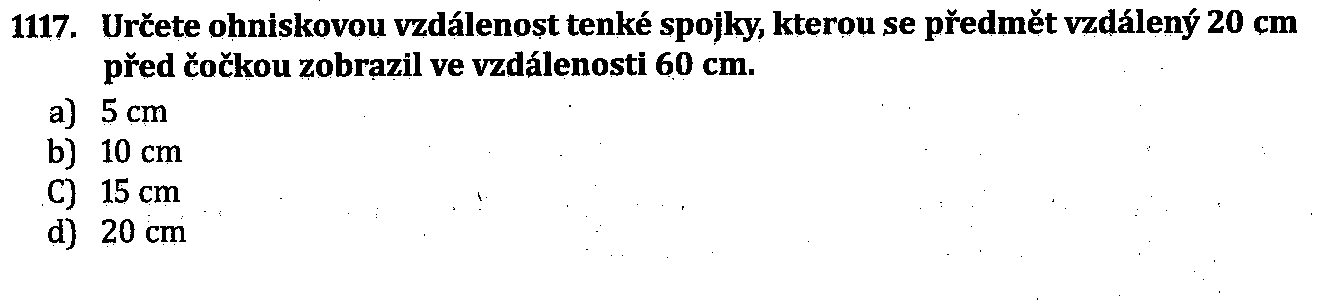 1117. Určete ohniskovou vzdálenost tenké spojky, kterou se předmět vzdálený 20 cm
před čočkou zobrazil ve vzdálenosti 60 cm.
a) 5 cm
b) 10 cm
C) 15 cm
d) 20 cm